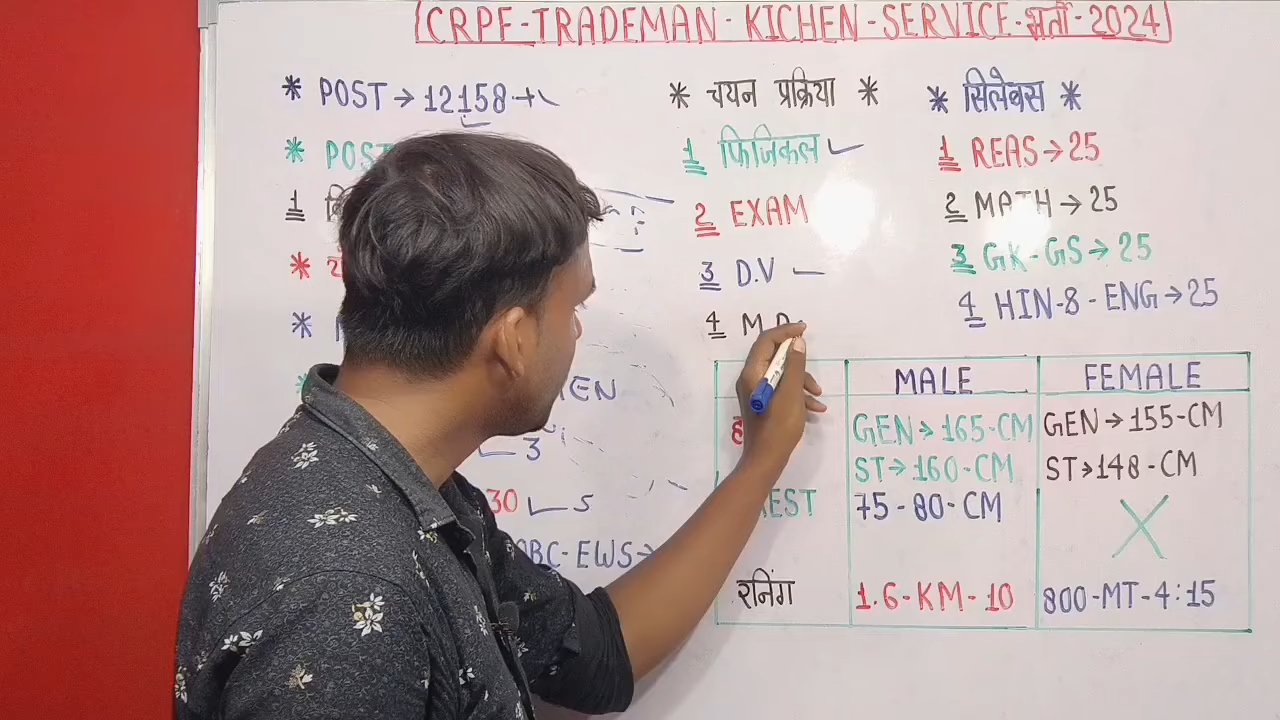 CRPF-TRADEMAN-KICHEN-SERVICE-भर्ती-2024
* POST → 12158 +
* POST
1
*
*
MEN
3
30 5
OBC-EWS→
* चयन प्रक्रिया *
1 फिजिकल
2 EXAM
3 D.V
4 M.
* सिलेबस *
1 REAS→25
2 MATH→25
3 GK-GS→25
4 HIN-8-ENG→25
MALE FEMALE
GEN→165-CM GEN→155-CM
ST→160-CM ST→148-CM
EST 75-80-CM X
रनिंग 1.6-KM-10 800-MT-4:15